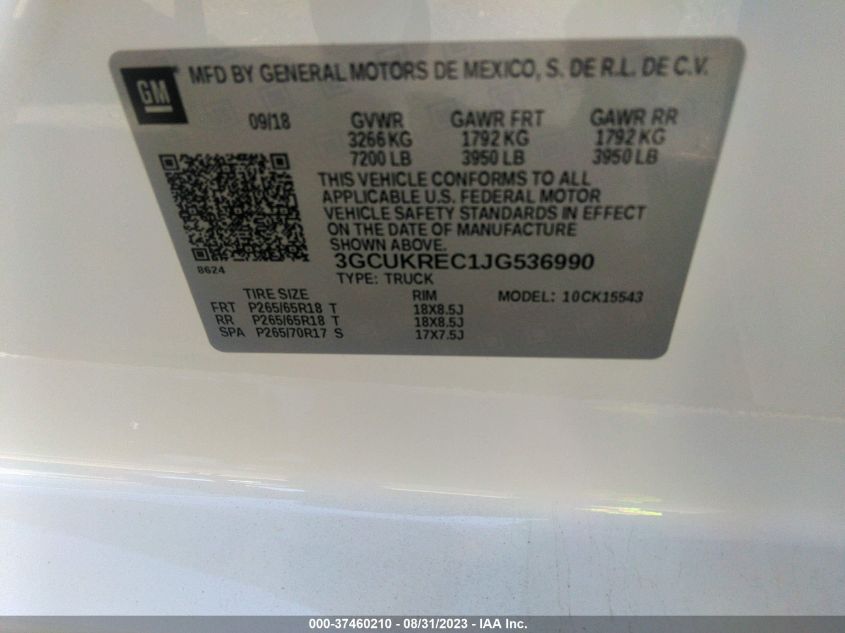 GM
MFD BY GENERAL MOTORS DE MEXICO, S. DE R.L. DE C.V.
09/18 GVWR GAWR FRT GAWR RR
3266 KG 1792 KG 1792 KG
7200 LB 3950 LB 3950 LB
THIS VEHICLE CONFORMS TO ALL
APPLICABLE U.S. FEDERAL MOTOR
VEHICLE SAFETY STANDARDS IN EFFECT
ON THE DATE OF MANUFACTURE
SHOWN ABOVE.
8624
3GCUKREC1JG536990
TYPE: TRUCK
TIRE SIZE RIM MODEL: 10CK15543
FRT P265/65R18 T 18X8.5J
RR P265/65R18 T 18X8.5J
SPA P265/70R17 S 17X7.5J
000-37460210 - 08/31/2023 - IAA Inc.